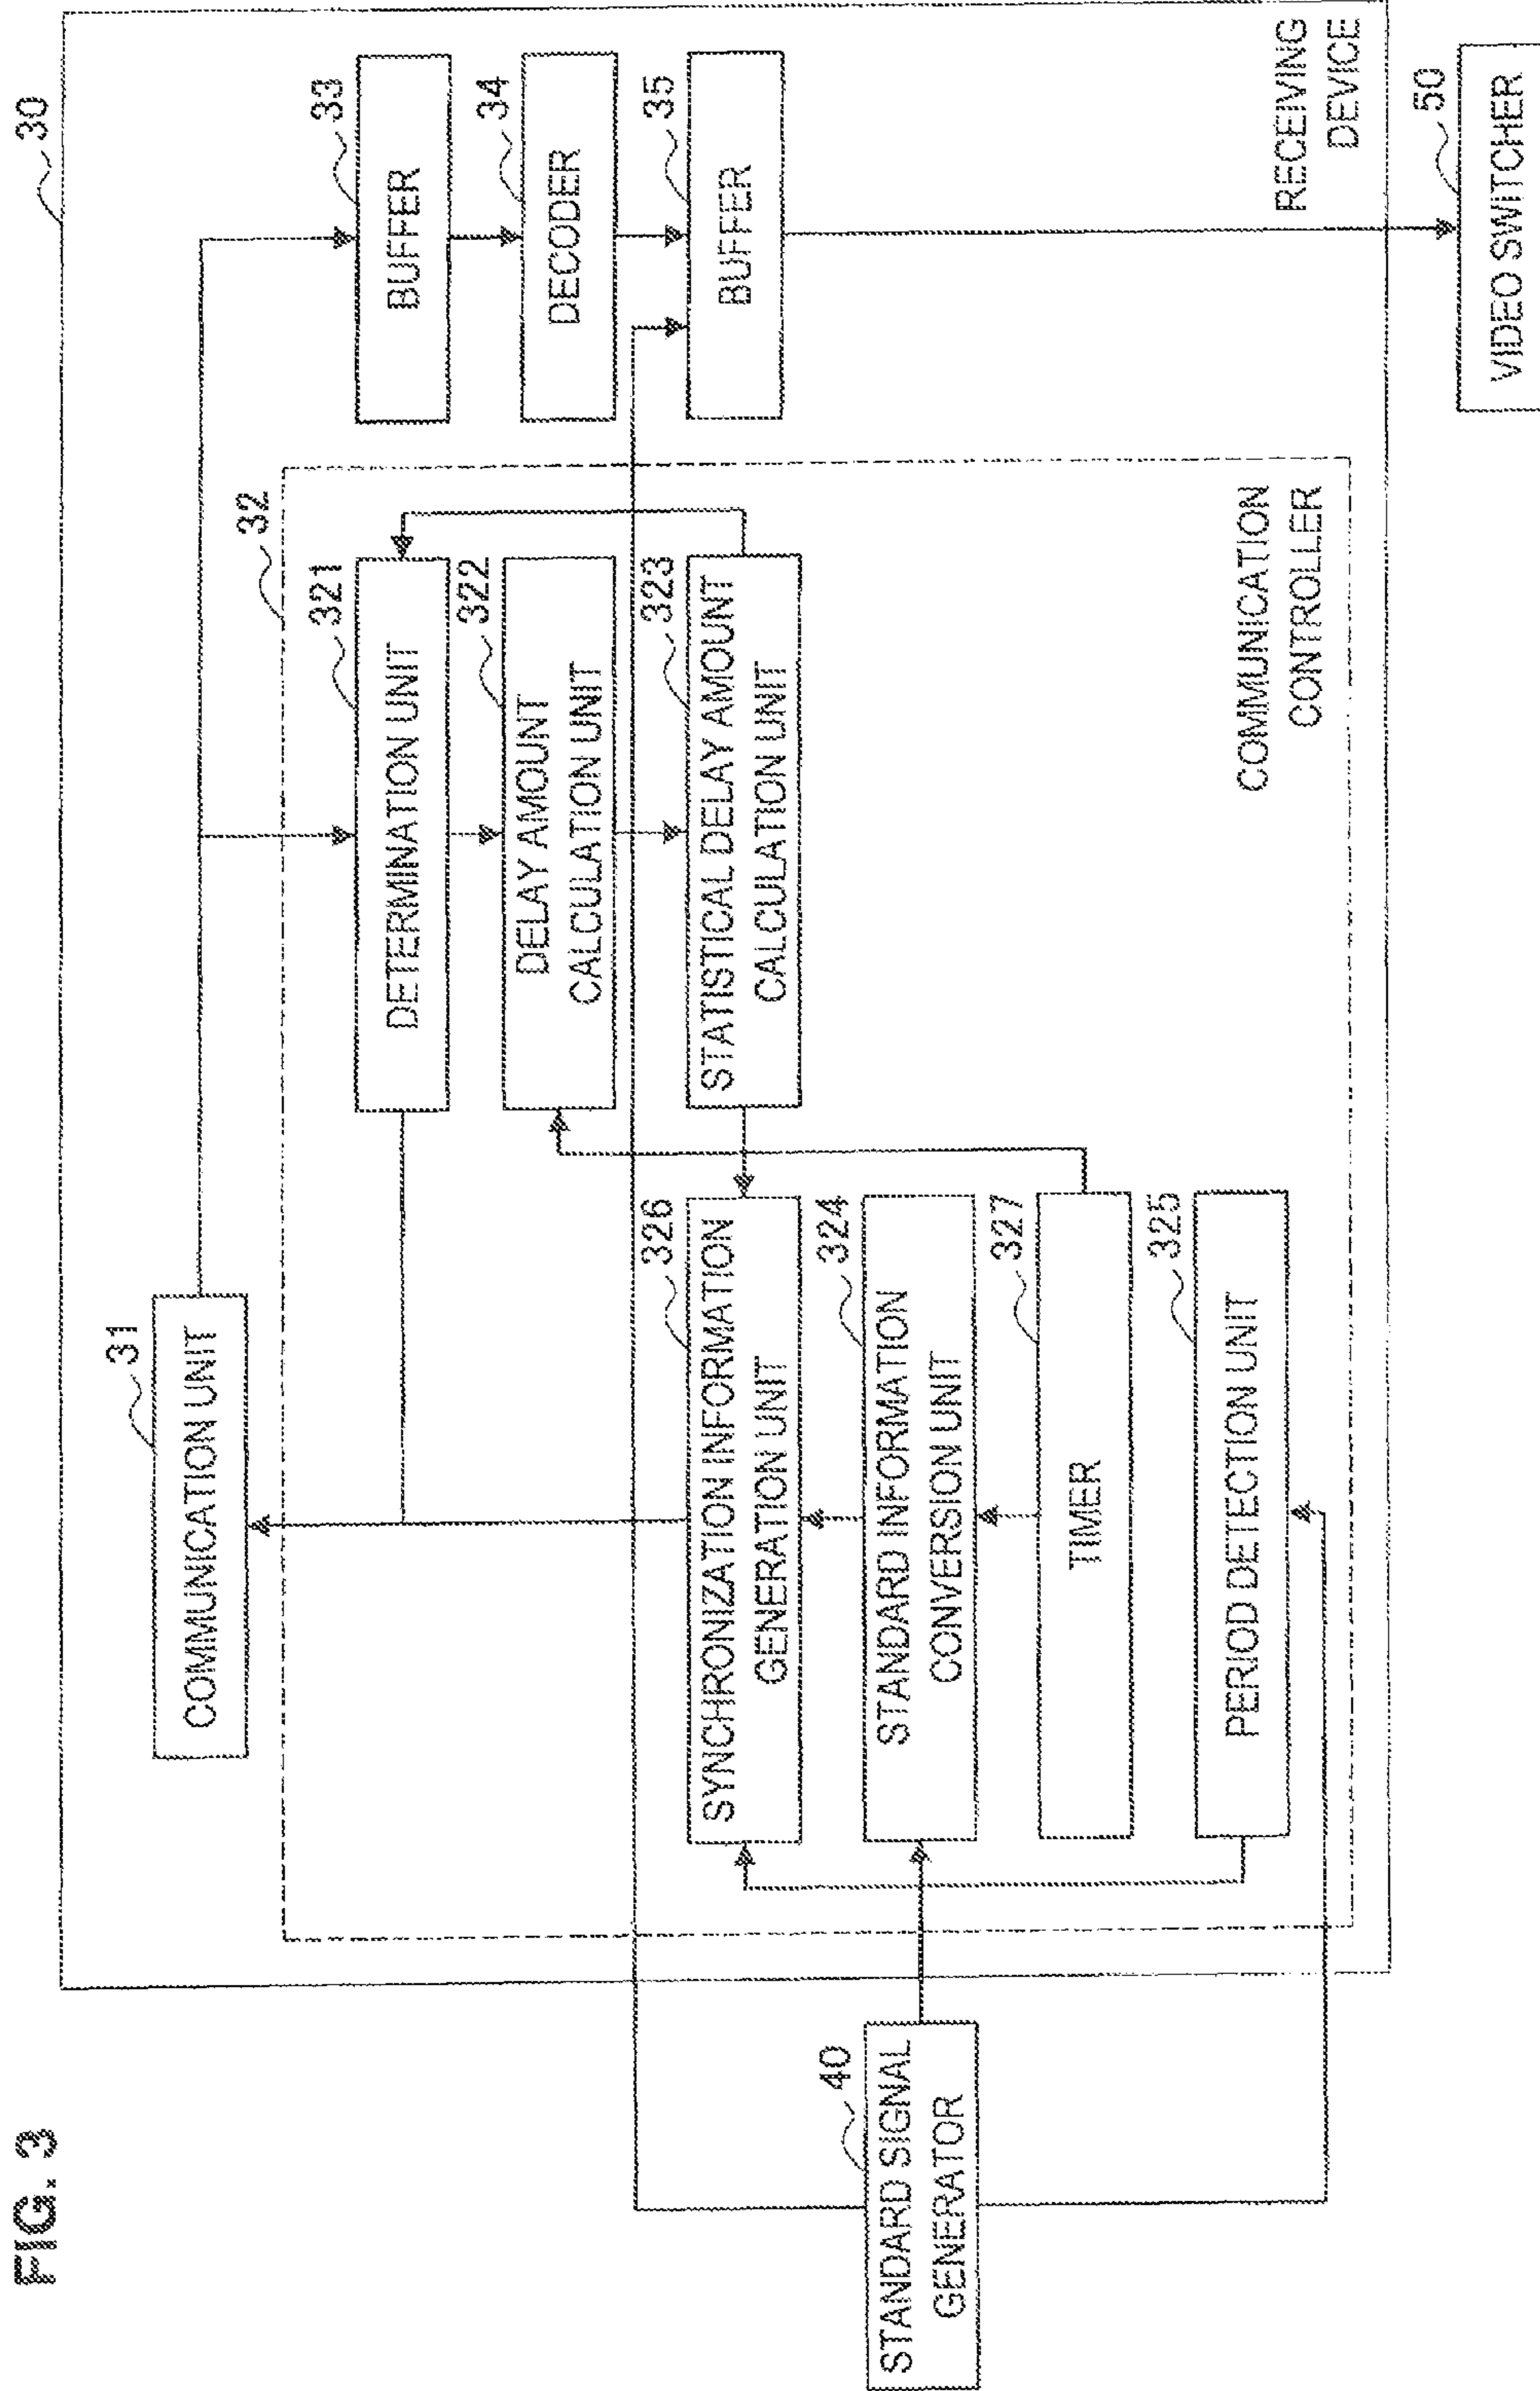 FIG. 3
30
31
COMMUNICATION UNIT
32
321
DETERMINATION UNIT
322
DELAY AMOUNT
CALCULATION UNIT
323
STATISTICAL DELAY AMOUNT
CALCULATION UNIT
326
SYNCHRONIZATION INFORMATION
GENERATION UNIT
324
STANDARD INFORMATION
CONVERSION UNIT
327
TIMER
325
PERIOD DETECTION UNIT
COMMUNICATION
CONTROLLER
33
BUFFER
34
DECODER
35
BUFFER
RECEIVING
DEVICE
40
STANDARD SIGNAL
GENERATOR
50
VIDEO SWITCHER